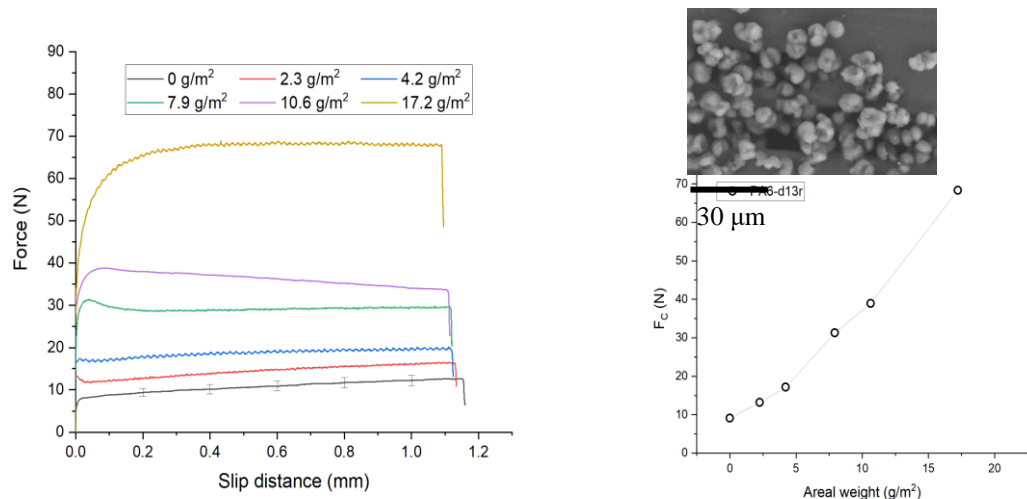 90
80
70
60
50
40
30
20
10
0
Force (N)
0 g/m² 2.3 g/m² 4.2 g/m²
7.9 g/m² 10.6 g/m² 17.2 g/m²
0.0 0.2 0.4 0.6 0.8 1.0 1.2
Slip distance (mm)
30 μm
70
60
50
40
30
20
10
0
F_C (N)
0 5 10 15 20
Areal weight (g/m²)